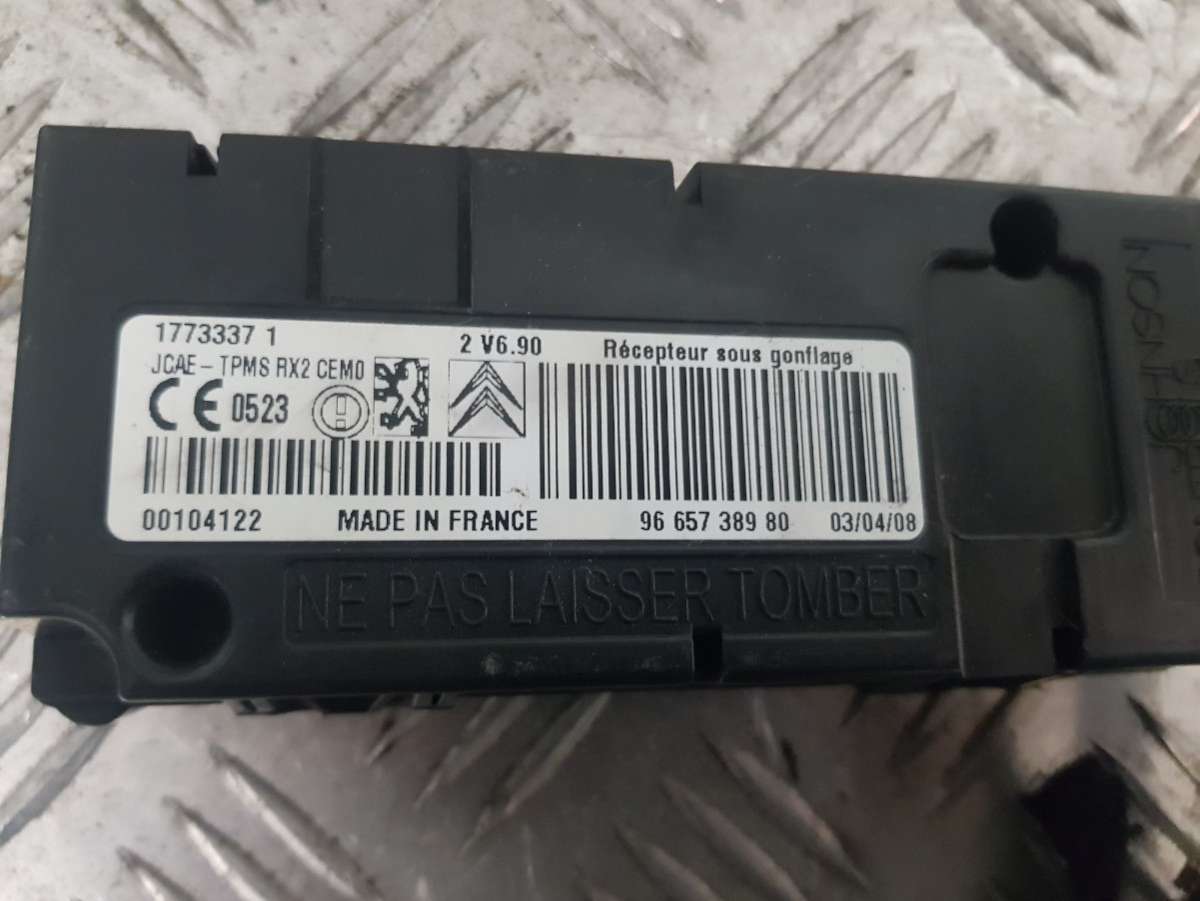 1773337 1
2 V6.90
Récepteur sous gonflage
JCAE - TPMS RX2 CEM0
CE 0523
00104122
MADE IN FRANCE
96 657 389 80
03/04/08
NE PAS LAISSER TOMBER
JOHNSON